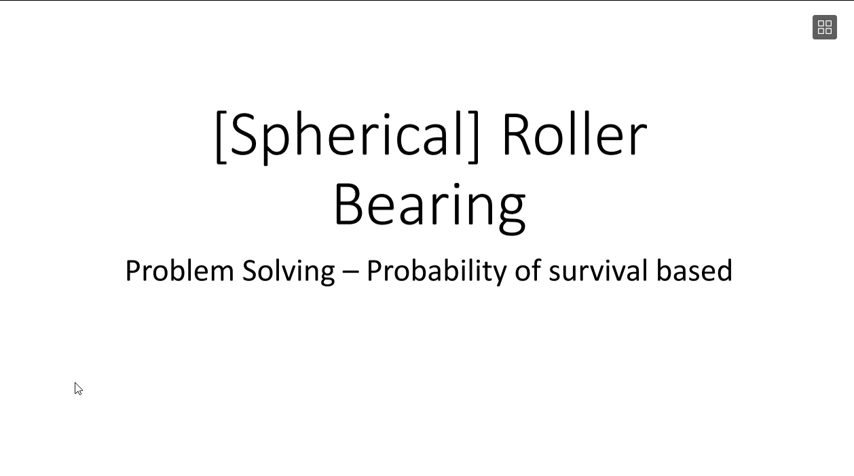 [Spherical] Roller
Bearing
Problem Solving – Probability of survival based